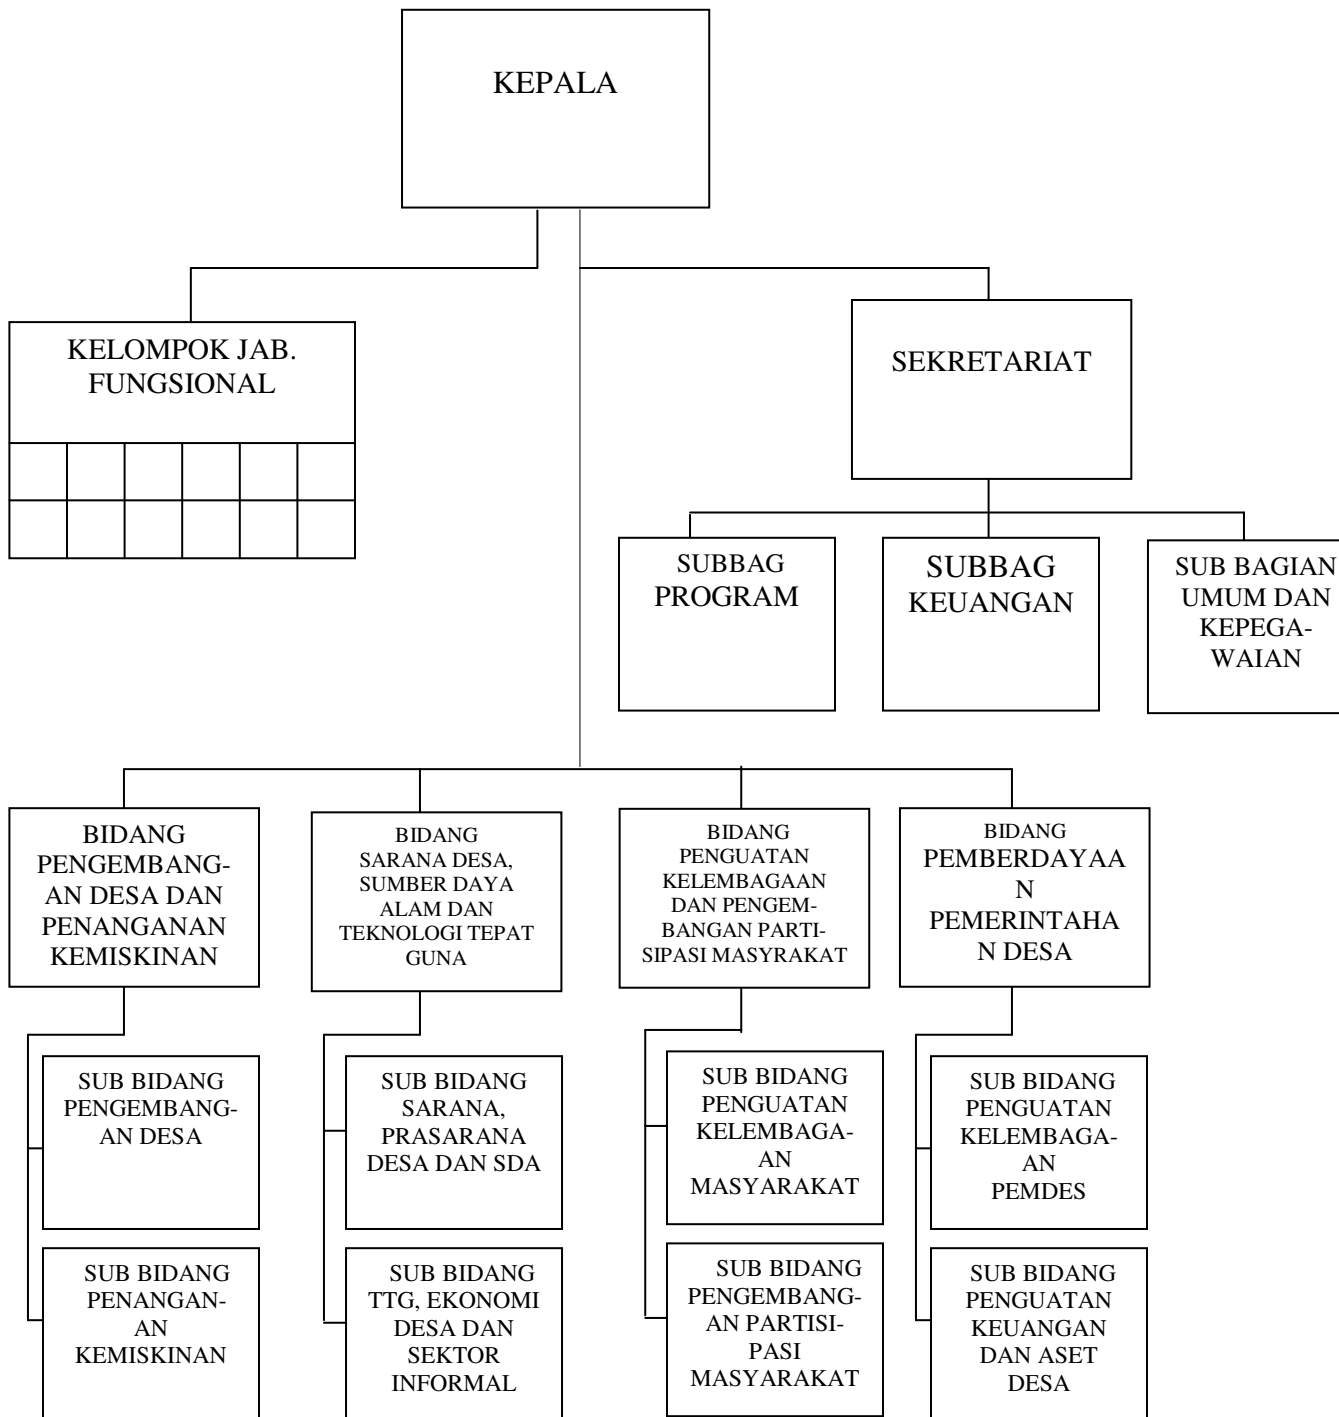 KEPALA
KELOMPOK JAB.
FUNGSIONAL
SEKRETARIAT
SUBBAG
PROGRAM
SUBBAG
KEUANGAN
SUB BAGIAN
UMUM DAN
KEPEGA-
WAIAN
BIDANG
PENGEMBANG-
AN DESA DAN
PENANGANAN
KEMISKINAN
BIDANG
SARANA DESA,
SUMBER DAYA
ALAM DAN
TEKNOLOGI TEPAT
GUNA
BIDANG
PENGUATAN
KELEMBAGAAN
DAN PENGEM-
BANGAN PARTI-
SIPASI MASYRAKAT
BIDANG
PEMBERDAYAA
N
PEMERINTAHA
N DESA
SUB BIDANG
PENGEMBANG-
AN DESA
SUB BIDANG
SARANA,
PRASARANA
DESA DAN SDA
SUB BIDANG
PENGUATAN
KELEMBAGA-
AN
MASYARAKAT
SUB BIDANG
PENGUATAN
KELEMBAGA-
AN
PEMDES
SUB BIDANG
PENANGAN-
AN
KEMISKINAN
SUB BIDANG
TTG, EKONOMI
DESA DAN
SEKTOR
INFORMAL
SUB BIDANG
PENGEMBANG-
AN PARTISI-
PASI
MASYARAKAT
SUB BIDANG
PENGUATAN
KEUANGAN
DAN ASET
DESA